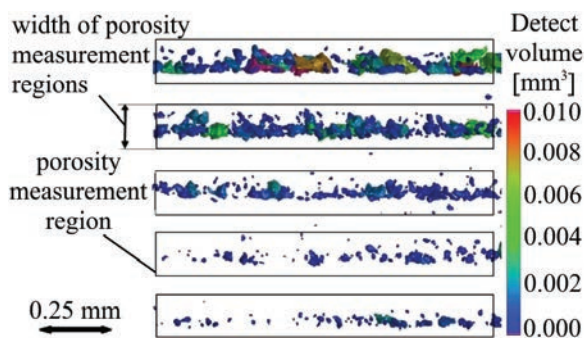 width of porosity
measurement
regions
porosity
measurement
region
0.25 mm
Detect
volume
[mm³]
0.010
0.008
0.006
0.004
0.002
0.000